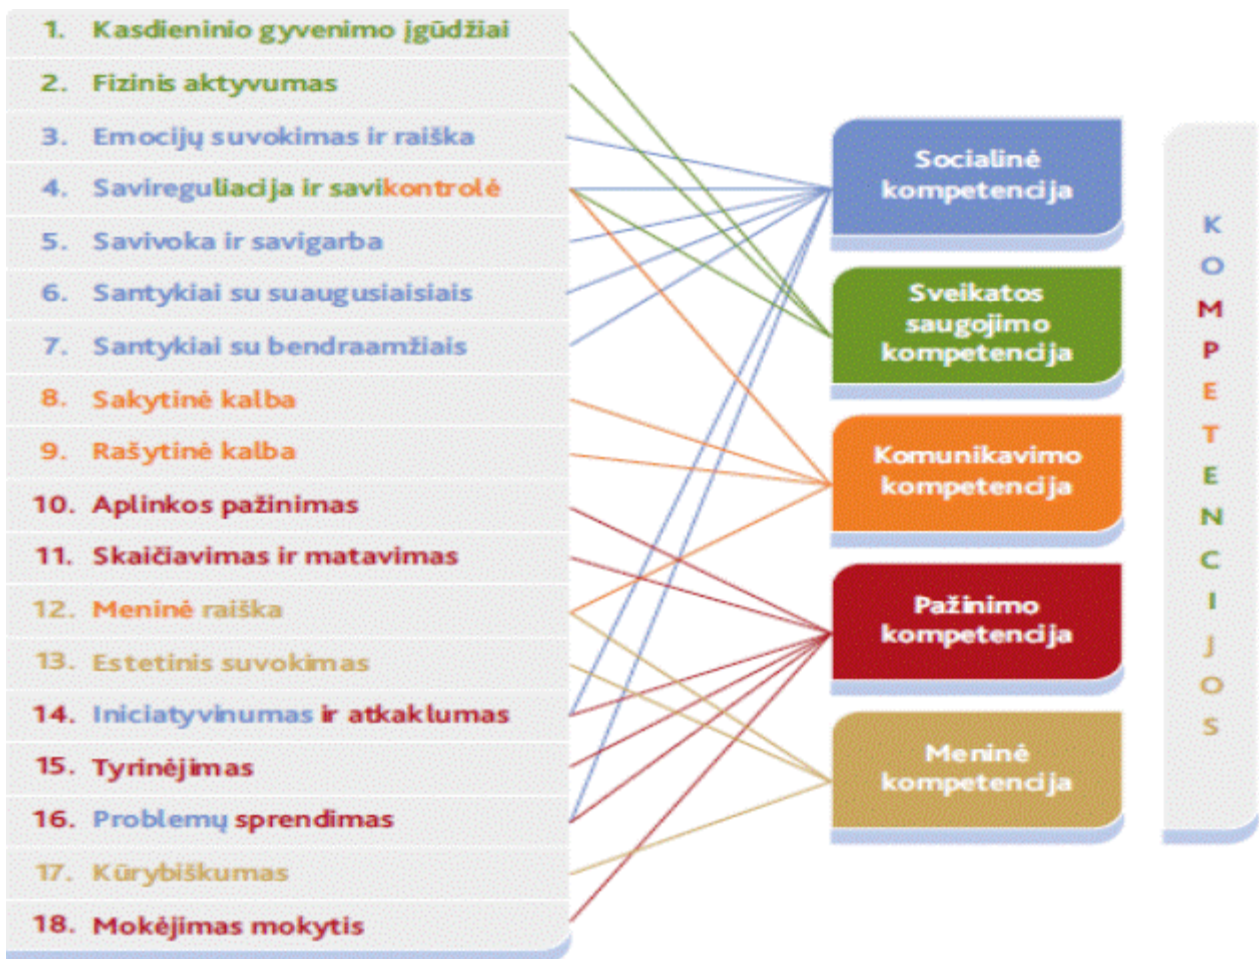 1. Kasdieninio gyvenimo įgūdžiai
2. Fizinis aktyvumas
3. Emocijų suvokimas ir raiška
4. Savireguliacija ir savikontrolė
5. Savivoka ir savigarba
6. Santykiai su suaugusiaisiais
7. Santykiai su bendraamžiais
8. Sakytinė kalba
9. Rašytinė kalba
10. Aplinkos pažinimas
11. Skaičiavimas ir matavimas
12. Meninė raiška
13. Estetinis suvokimas
14. Iniciatyvinumas ir atkaklumas
15. Tyrinėjimas
16. Problemų sprendimas
17. Kūrybiškumas
18. Mokėjimas mokytis
Socialinė
kompetencija
Sveikatos
saugojimo
kompetencija
Komunikavimo
kompetencija
Pažinimo
kompetencija
Meninė
kompetencija
KOMPETENCIJOS